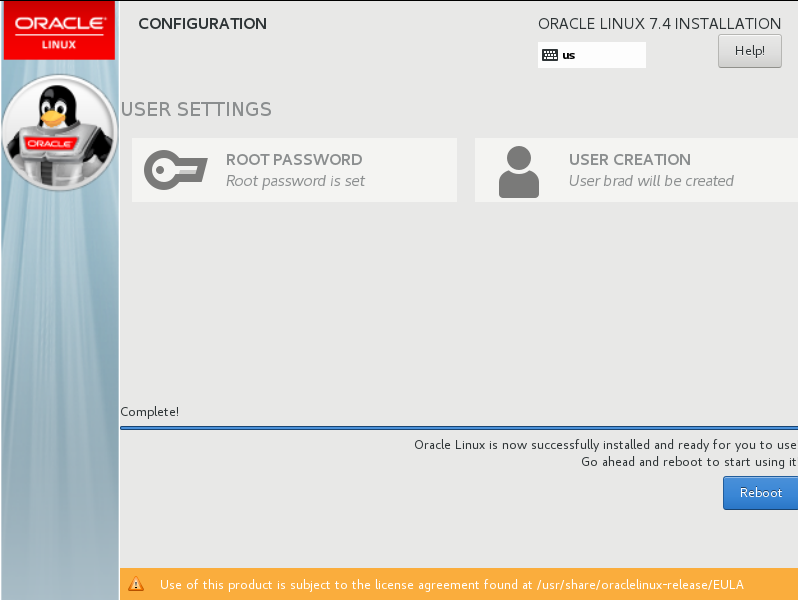 ORACLE
LINUX
CONFIGURATION
ORACLE LINUX 7.4 INSTALLATION
us
Help!
ORACLE
USER SETTINGS
ROOT PASSWORD
Root password is set
USER CREATION
User brad will be created
Complete!
Oracle Linux is now successfully installed and ready for you to use
Go ahead and reboot to start using it
Reboot
Use of this product is subject to the license agreement found at /usr/share/oraclelinux-release/EULA